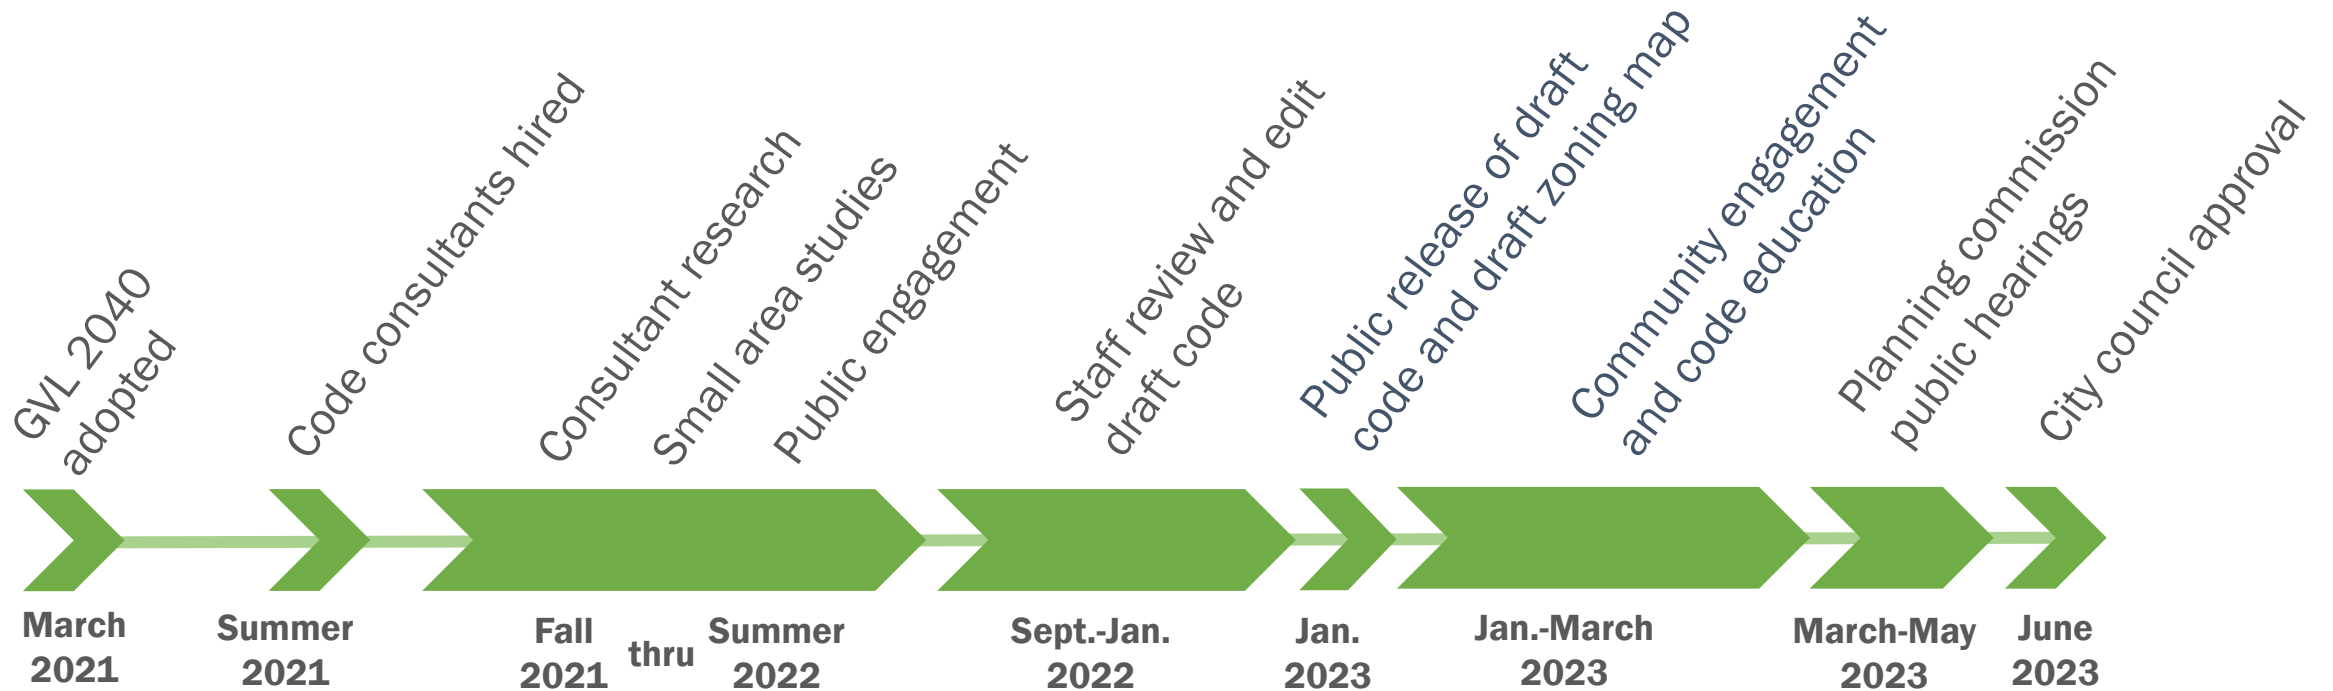 GVL 2040
adopted
Code consultants hired
Consultant research
Small area studies
Public engagement
Staff review and edit
draft code
Public release of draft
code and draft zoning map
Community engagement
and code education
Planning commission
public hearings
City council approval
March
2021
Summer
2021
Fall
2021
thru
Summer
2022
Sept.-Jan.
2022
Jan.
2023
Jan.-March
2023
March-May
2023
June
2023